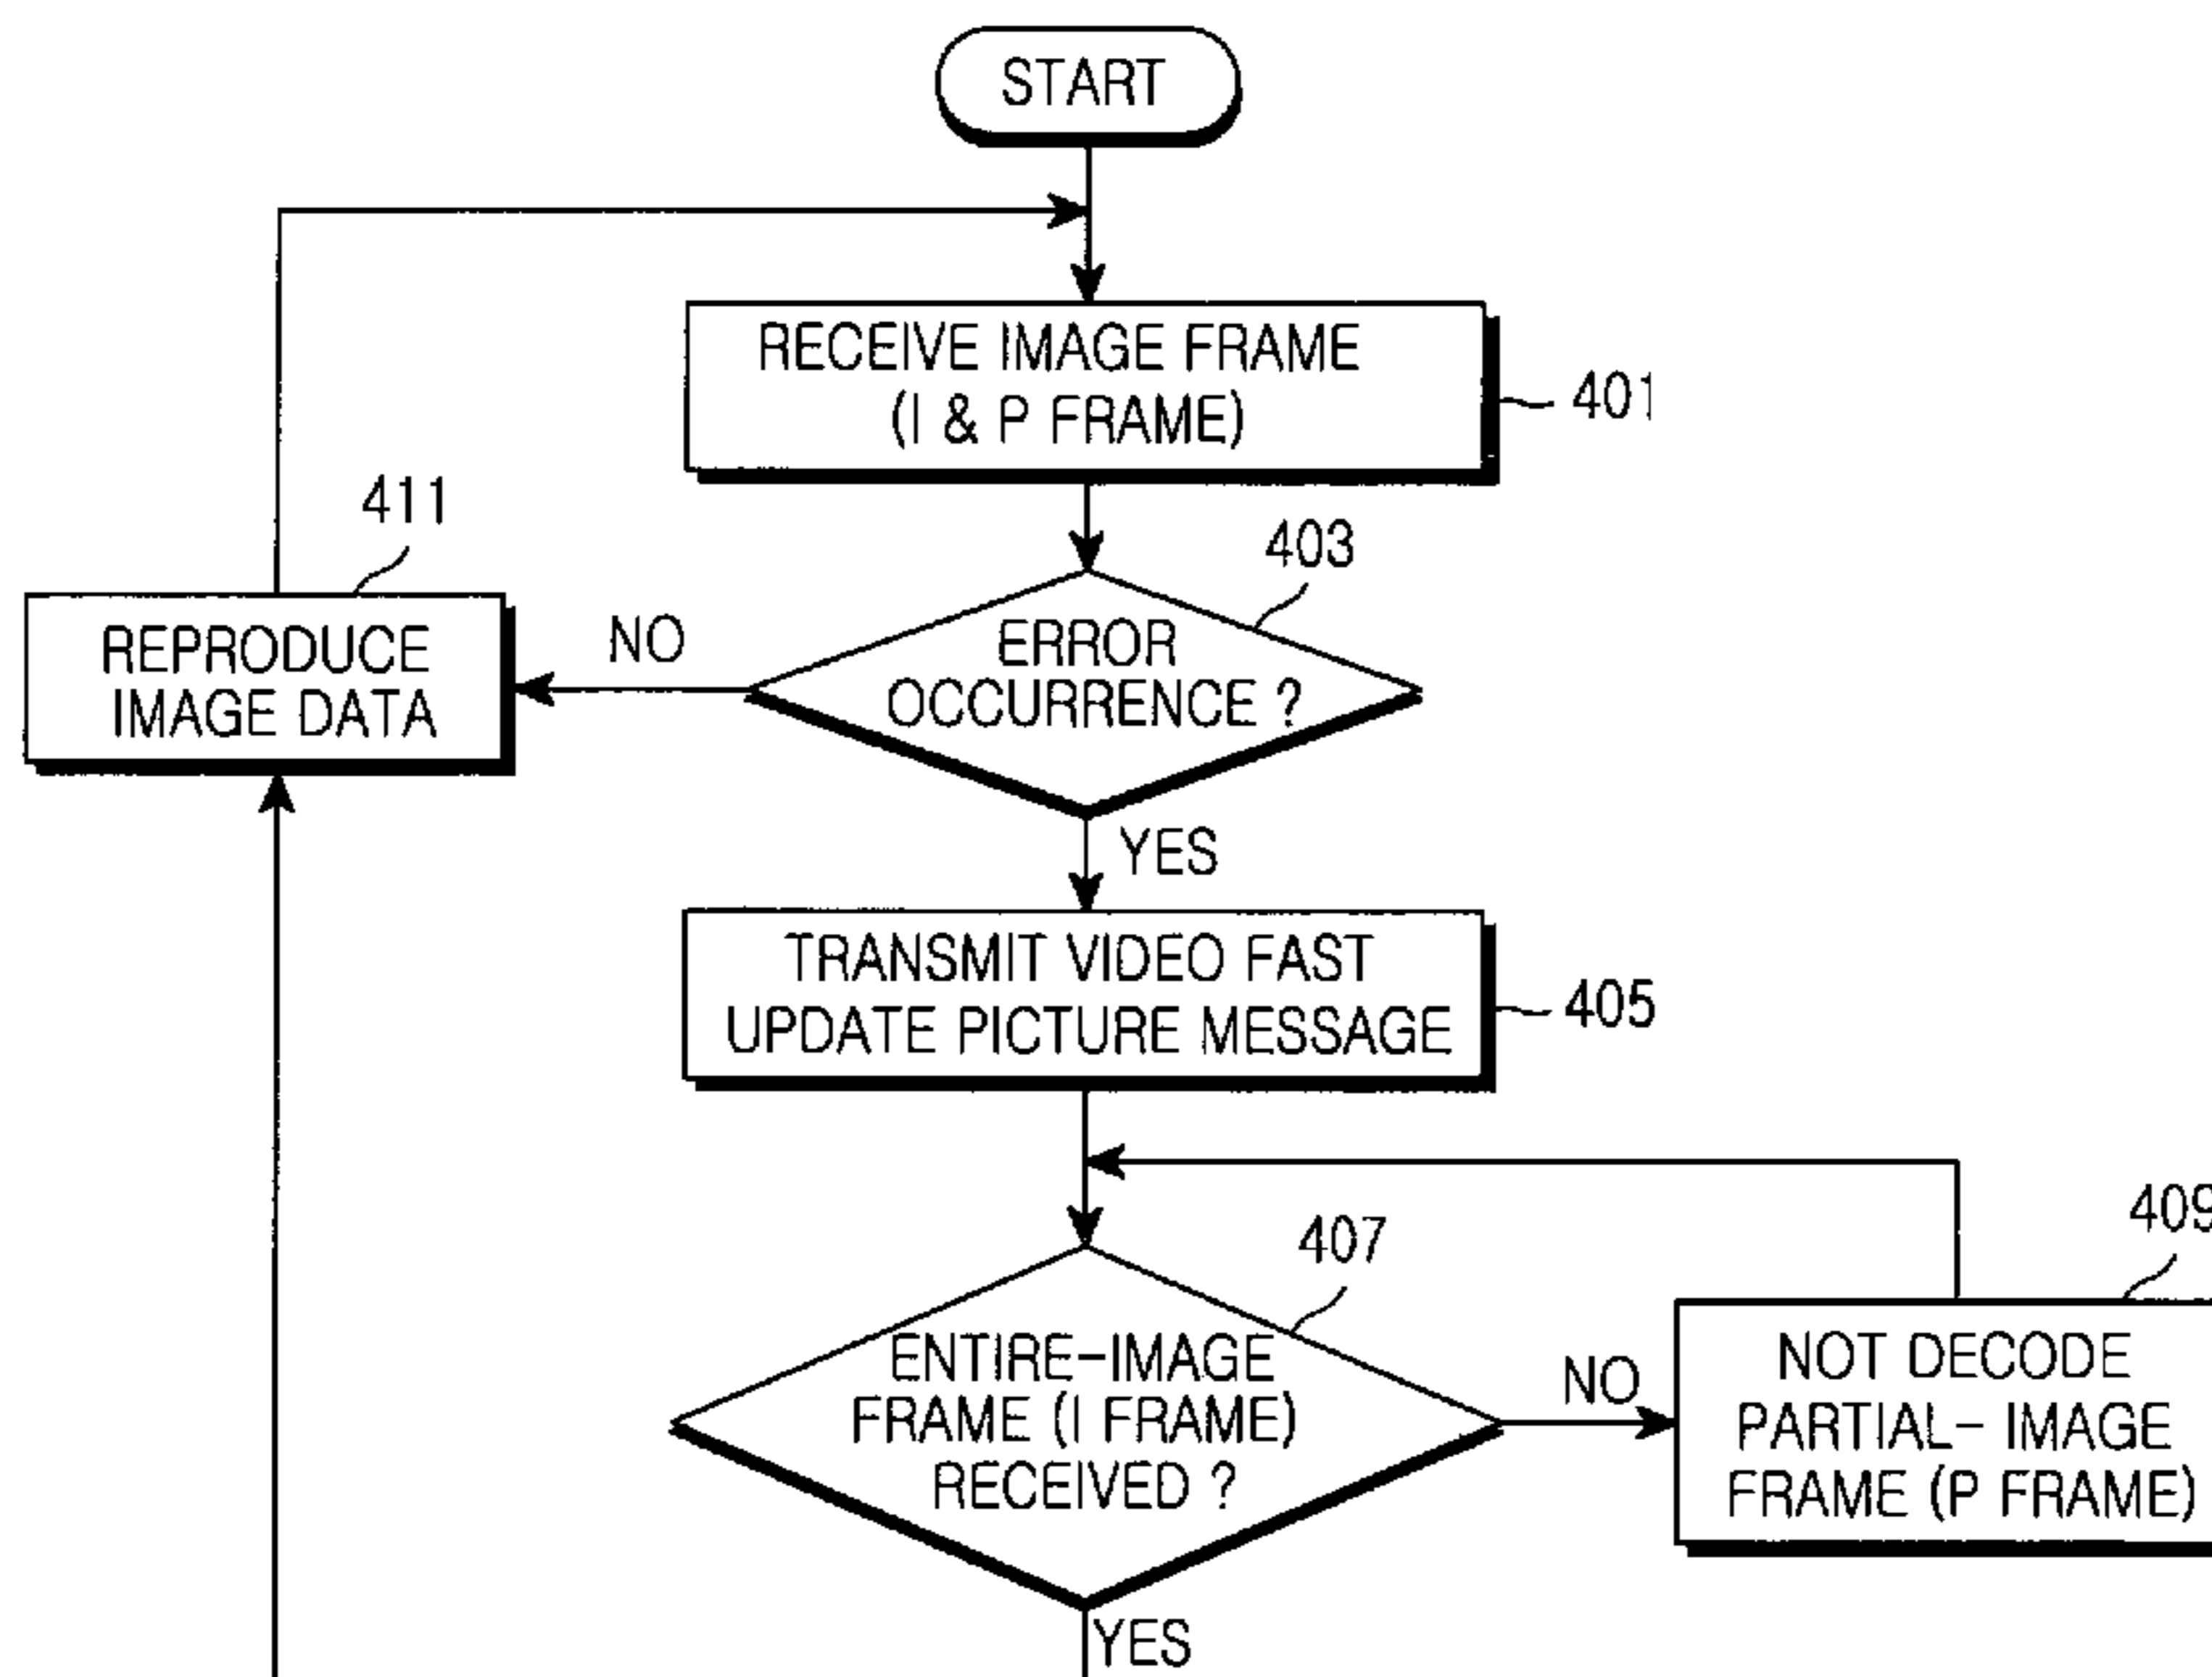 START
RECEIVE IMAGE FRAME
(I & P FRAME)
401
411
403
REPRODUCE
IMAGE DATA
NO
ERROR
OCCURRENCE ?
YES
TRANSMIT VIDEO FAST
UPDATE PICTURE MESSAGE
405
407
409
ENTIRE-IMAGE
FRAME (I FRAME)
RECEIVED ?
NO
NOT DECODE
PARTIAL- IMAGE
FRAME (P FRAME)
YES